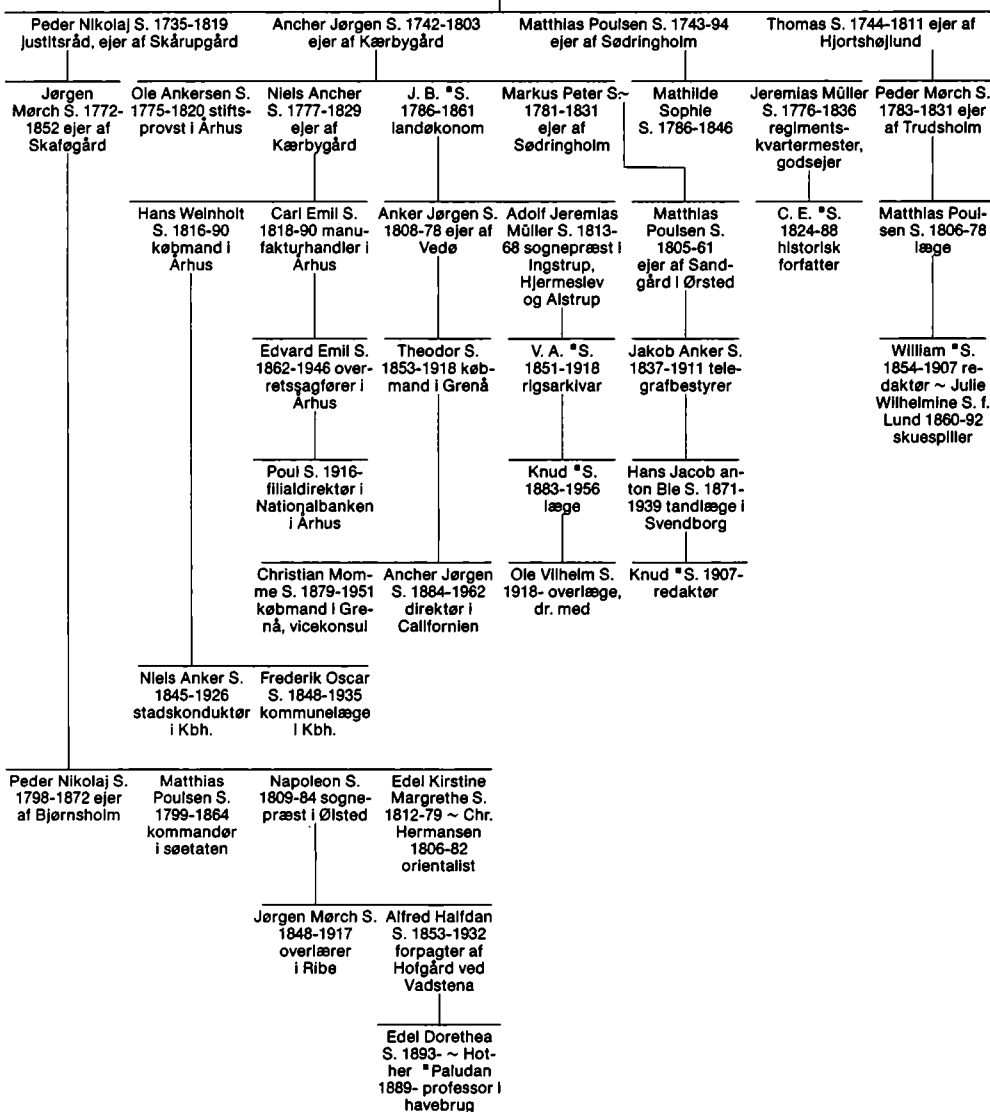 Peder Nikolaj S. 1735-1819
justitsråd, ejer af Skårupgård
Ancher Jørgen S. 1742-1803
ejer af Kærbygård
Matthias Poulsen S. 1743-94
ejer af Sødringholm
Thomas S. 1744-1811 ejer af
Hjortshøjlund
Jørgen
Mørch S. 1772-
1852 ejer af
Skaføgård
Ole Ankersen S.
1775-1820 stifts-
provst i Århus
Niels Ancher
S. 1777-1829
ejer af
Kærbygård
J. B. *S.
1786-1861
landøkonom
Markus Peter S.~
1781-1831
ejer af
Sødringholm
Mathilde
Sophie
S. 1786-1846
Jeremias Müller
S. 1776-1836
regiments-
kvartermester,
godsejer
Peder Mørch S.
1783-1831 ejer
af Trudsholm
Hans Weinholt
S. 1816-90
købmand i
Århus
Carl Emil S.
1818-90 manu-
fakturhandler i
Århus
Anker Jørgen S.
1808-78 ejer af
Vedø
Adolf Jeremias
Müller S. 1813-
68 sognepræst i
Ingstrup,
Hjermeslev
og Alstrup
Matthias
Poulsen S.
1805-61
ejer af Sand-
gård i Ørsted
C. E. *S.
1824-88
historisk
forfatter
Matthias Poul-
sen S. 1806-78
læge
Edvard Emil S.
1862-1946 over-
retssagfører i
Århus
Theodor S.
1853-1918 køb-
mand i Grenå
V. A. *S.
1851-1918
rigsarkivar
Jakob Anker S.
1837-1911 tele-
grafbestyrer
William *S.
1854-1907 re-
daktør ~ Julie
Wilhelmine S. f.
Lund 1860-92
skuespiller
Poul S. 1916-
filialdirektør i
Nationalbanken
i Århus
Knud *S.
1883-1956
læge
Hans Jacob an-
ton Bie S. 1871-
1939 tandlæge i
Svendborg
Christian Mom-
me S. 1879-1951
købmand i Gre-
nå, vicekonsul
Ancher Jørgen
S. 1884-1962
direktør i
Californien
Ole Vilhelm S.
1918- overlæge,
dr. med
Knud *S. 1907-
redaktør
Niels Anker S.
1845-1926
stadskonduktør
i Kbh.
Frederik Oscar
S. 1848-1935
kommunelæge
i Kbh.
Peder Nikolaj S.
1798-1872 ejer
af Bjørnsholm
Matthias
Poulsen S.
1799-1864
kommandør
i søetaten
Napoleon S.
1809-84 sogne-
præst i Ølsted
Edel Kirstine
Margrethe S.
1812-79 ~ Chr.
Hermansen
1806-82
orientalist
Jørgen Mørch S.
1848-1917
overlærer
i Ribe
Alfred Halfdan
S. 1853-1932
forpagter af
Hofgård ved
Vadstena
Edel Dorethea
S. 1893- ~ Hot-
her *Paludan
1889- professor i
havebrug